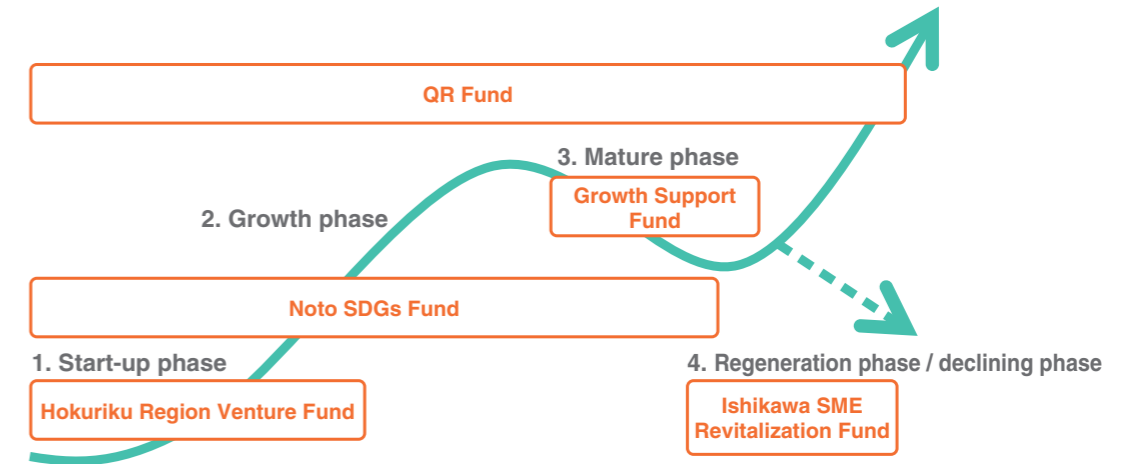 QR Fund
3. Mature phase
Growth Support
Fund
2. Growth phase
Noto SDGs Fund
1. Start-up phase
Hokuriku Region Venture Fund
4. Regeneration phase / declining phase
Ishikawa SME
Revitalization Fund